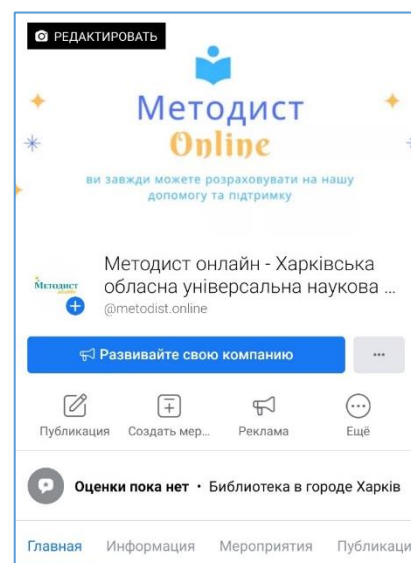 РЕДАКТИРОВАТЬ
Методист
Online
ви завжди можете розраховувати на нашу
допомогу та підтримку
Методист
Методист онлайн - Харківська
обласна універсальна наукова ...
@metodist.online
Развивайте свою компанию
Публикация Создать мер... Реклама Ещё
Оценки пока нет · Библиотека в городе Харків
Главная Информация Мероприятия Публикаци